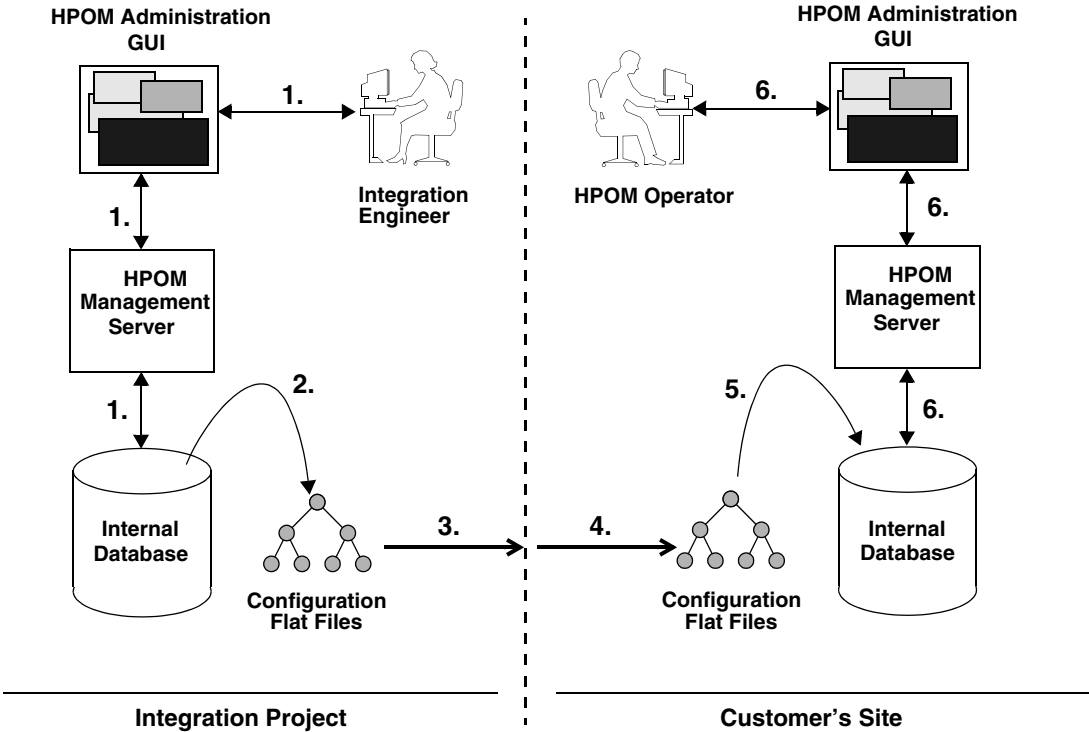 HPOM Administration
GUI
1.
Integration
Engineer
1.
HPOM
Management
Server
1.
2.
Internal
Database
Configuration
Flat Files
3.
Integration Project
HPOM Administration
GUI
6.
HPOM Operator
6.
HPOM
Management
Server
5.
6.
4.
Configuration
Flat Files
Internal
Database
Customer's Site